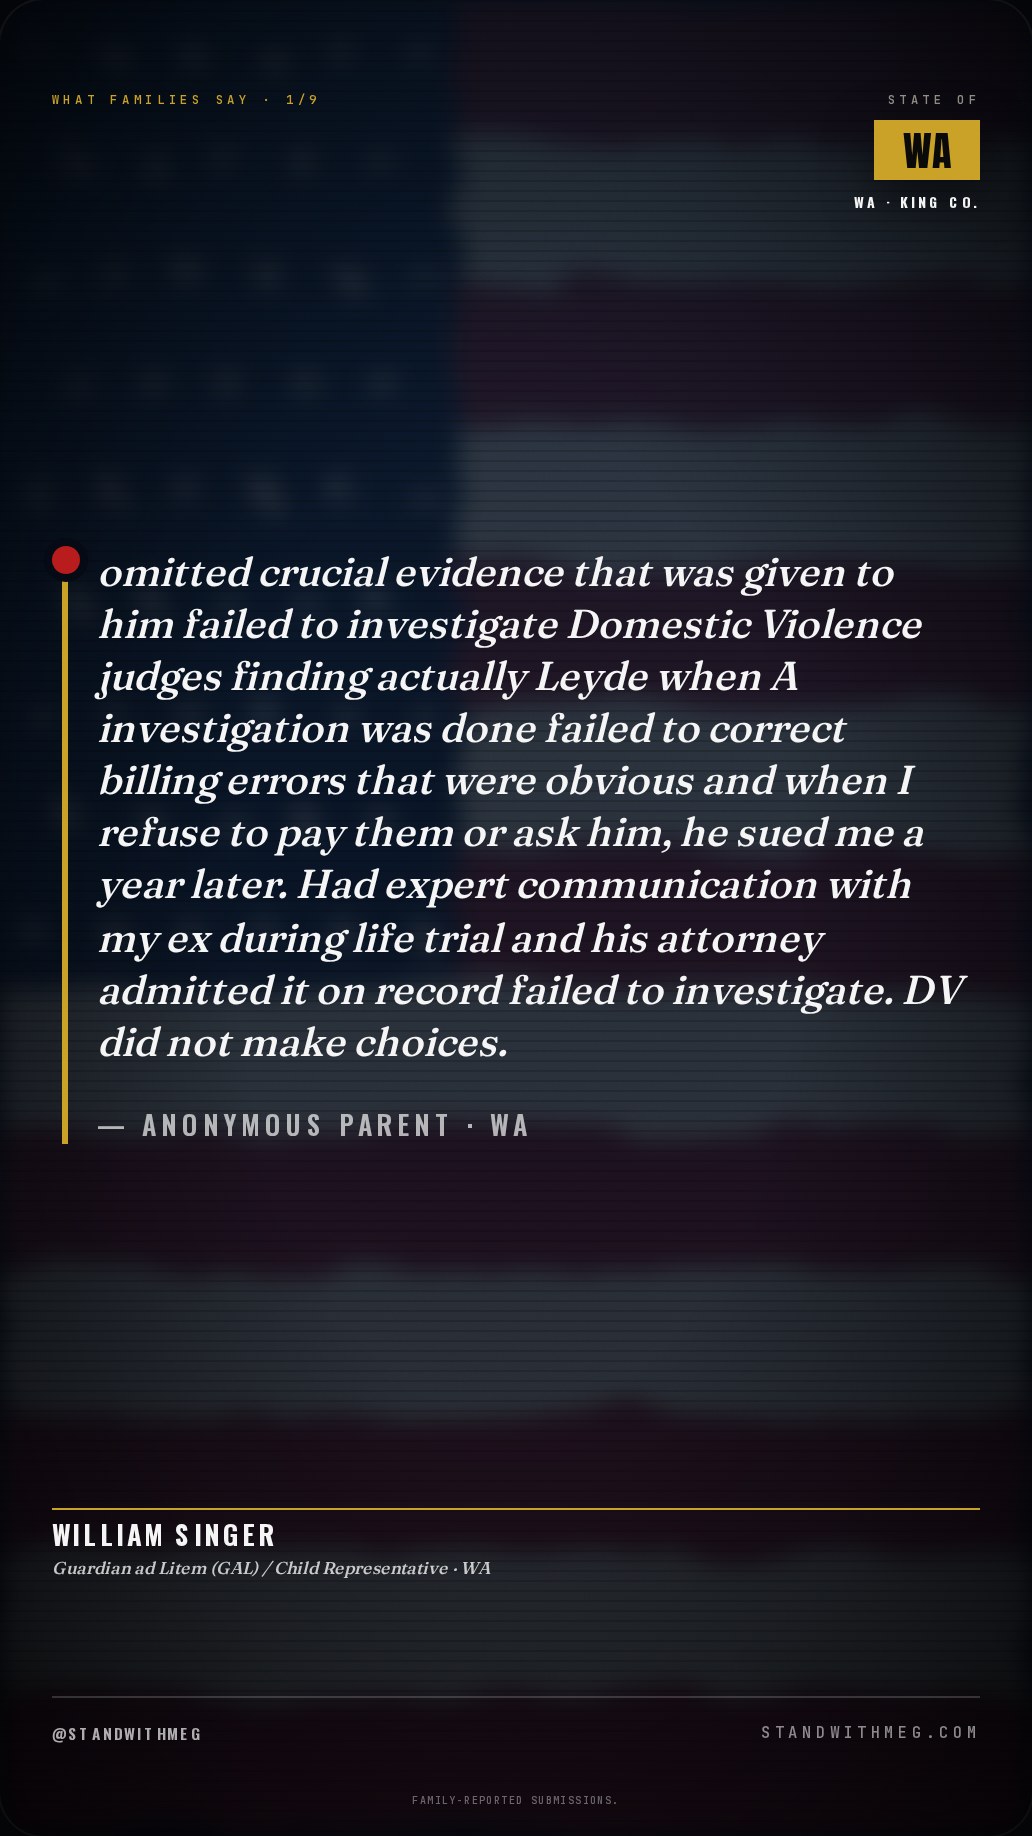 WHAT FAMILIES SAY · 1/9
STATE OF
WA
WA · KING CO.
omitted crucial evidence that was given to
him failed to investigate Domestic Violence
judges finding actually Leyde when A
investigation was done failed to correct
billing errors that were obvious and when I
refuse to pay them or ask him, he sued me a
year later. Had expert communication with
my ex during life trial and his attorney
admitted it on record failed to investigate. DV
did not make choices.
— ANONYMOUS PARENT · WA
WILLIAM SINGER
Guardian ad Litem (GAL) / Child Representative · WA
@STANDWITHMEG
STANDWITHMEG.COM
FAMILY-REPORTED SUBMISSIONS.